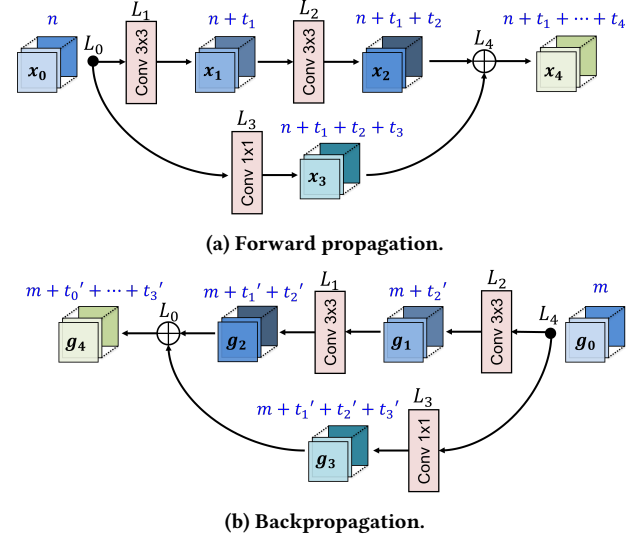 n
L₀
x₀
L₁
Conv 3x3
n + t₁
x₁
L₂
Conv 3x3
n + t₁ + t₂
x₂
L₄
n + t₁ + ⋯ + t₄
x₄
L₃
Conv 1x1
n + t₁ + t₂ + t₃
x₃
(a) Forward propagation.
m + t₀′ + ⋯ + t₃′
g₄
L₀
m + t₁′ + t₂′
g₂
L₁
Conv 3x3
m + t₂′
g₁
L₂
Conv 3x3
L₄
m
g₀
m + t₁′ + t₂′ + t₃′
g₃
L₃
Conv 1x1
(b) Backpropagation.